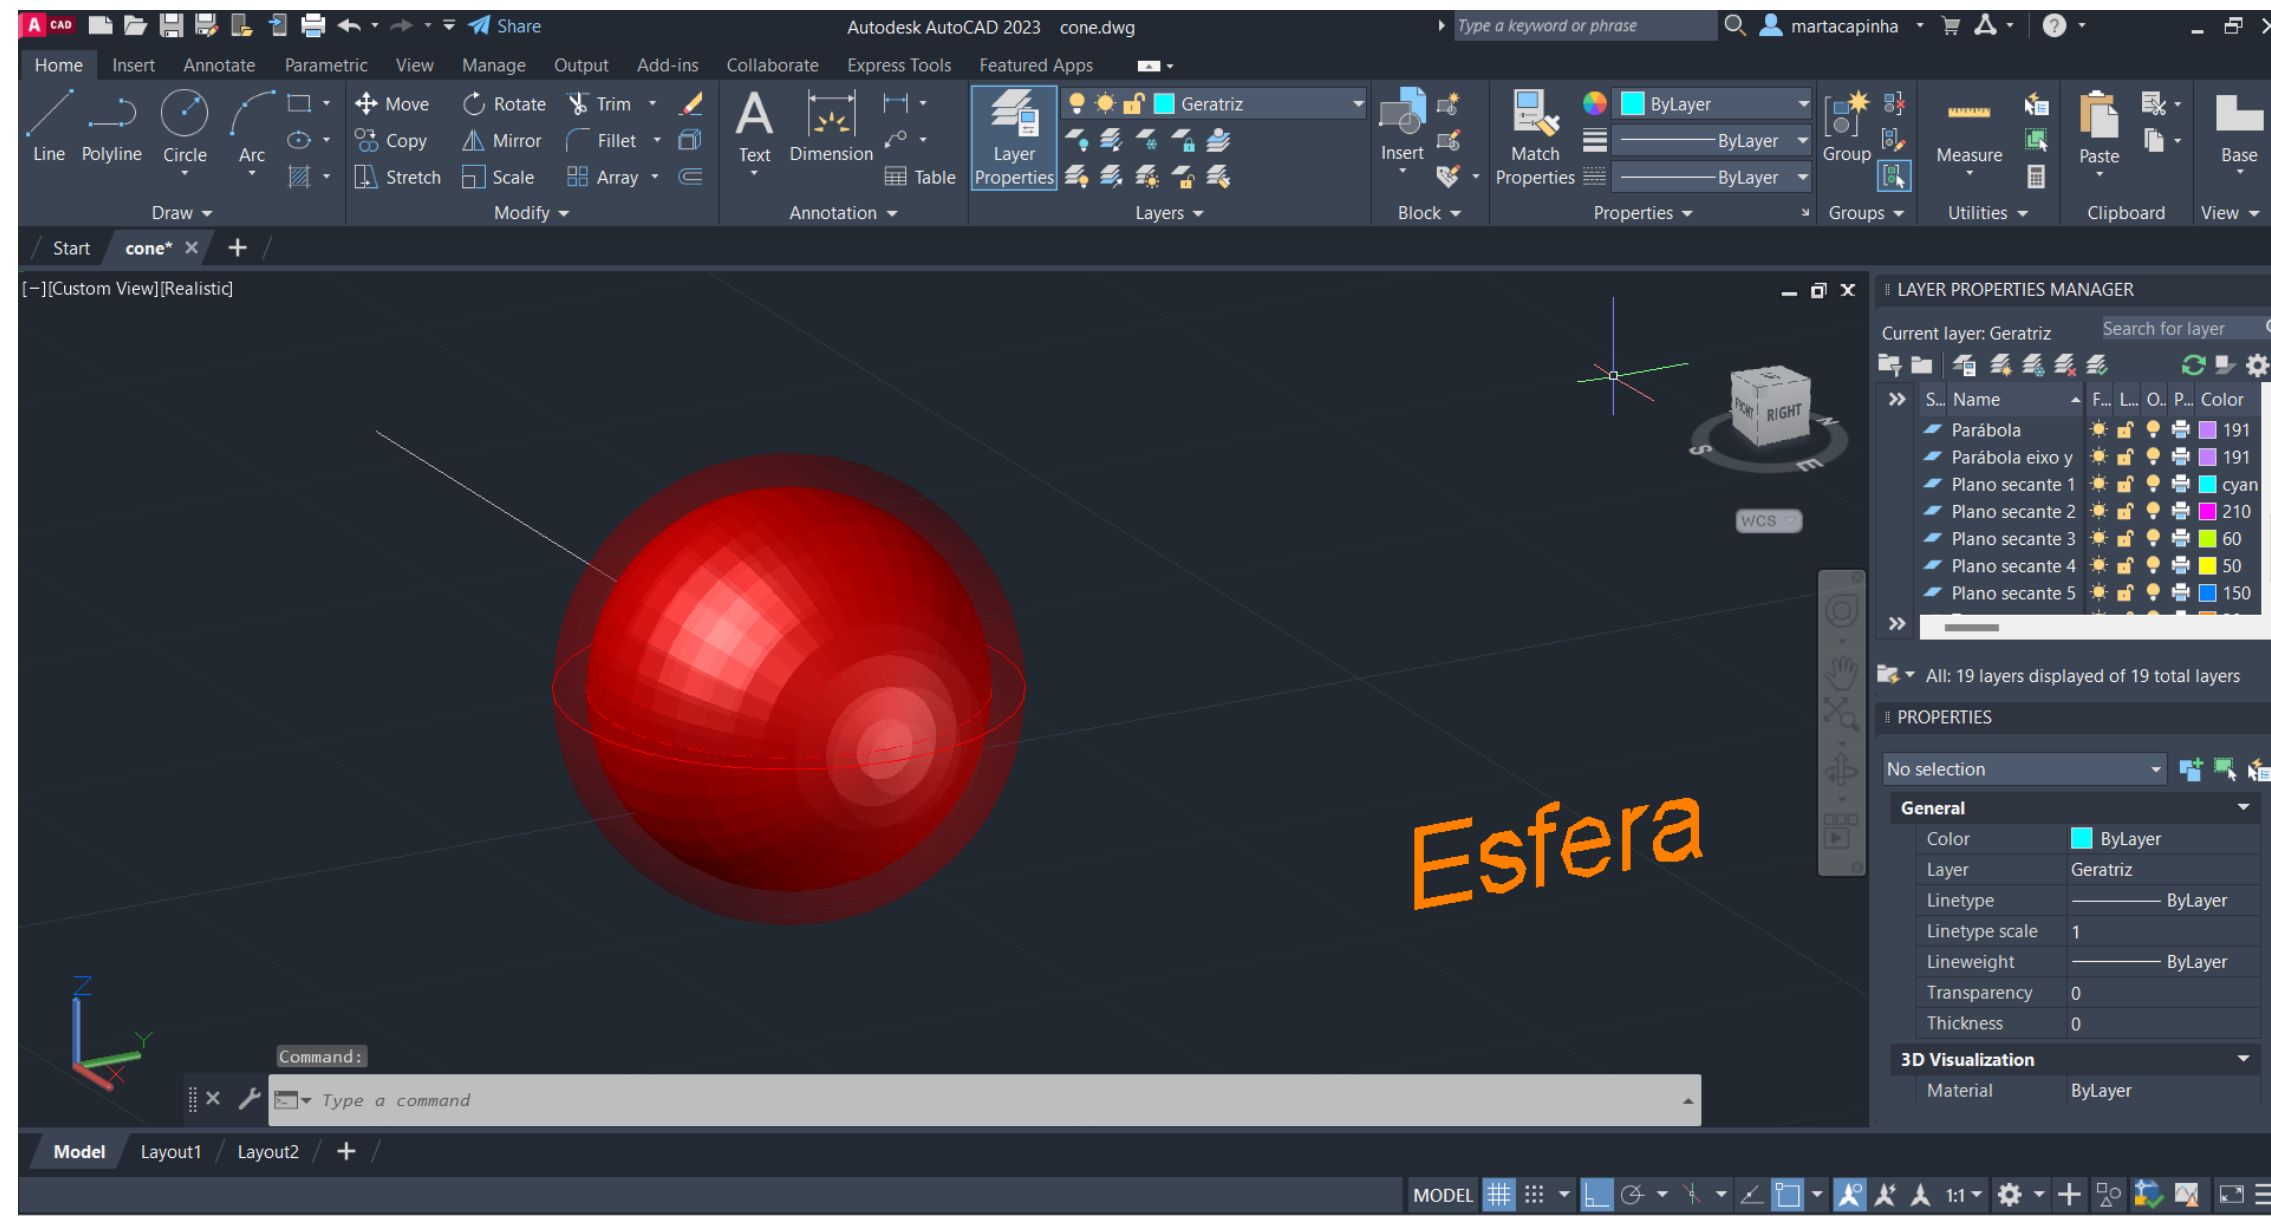 A CAD Share Autodesk AutoCAD 2023 cone.dwg Type a keyword or phrase martacapinha
Home Insert Annotate Parametric View Manage Output Add-ins Collaborate Express Tools Featured Apps
Line Polyline Circle Arc
Move Rotate Trim
Copy Mirror Fillet
Stretch Scale Array
Text Dimension Table
Layer Properties
Geratriz
Insert
Match Properties
ByLayer
ByLayer
ByLayer
Group
Measure
Paste
Base
Draw Modify Annotation Layers Block Properties Groups Utilities Clipboard View
Start cone* +
[−][Custom View][Realistic]
FRONT RIGHT
S E N
WCS
Esfera
Z
Y
X
Command:
Type a command
LAYER PROPERTIES MANAGER
Current layer: Geratriz Search for layer
S... Name F... L... O.. P... Color
Parábola 191
Parábola eixo y 191
Plano secante 1 cyan
Plano secante 2 210
Plano secante 3 60
Plano secante 4 50
Plano secante 5 150
All: 19 layers displayed of 19 total layers
PROPERTIES
No selection
General
Color ByLayer
Layer Geratriz
Linetype ByLayer
Linetype scale 1
Lineweight ByLayer
Transparency 0
Thickness 0
3D Visualization
Material ByLayer
Model Layout1 Layout2 +
MODEL 1:1